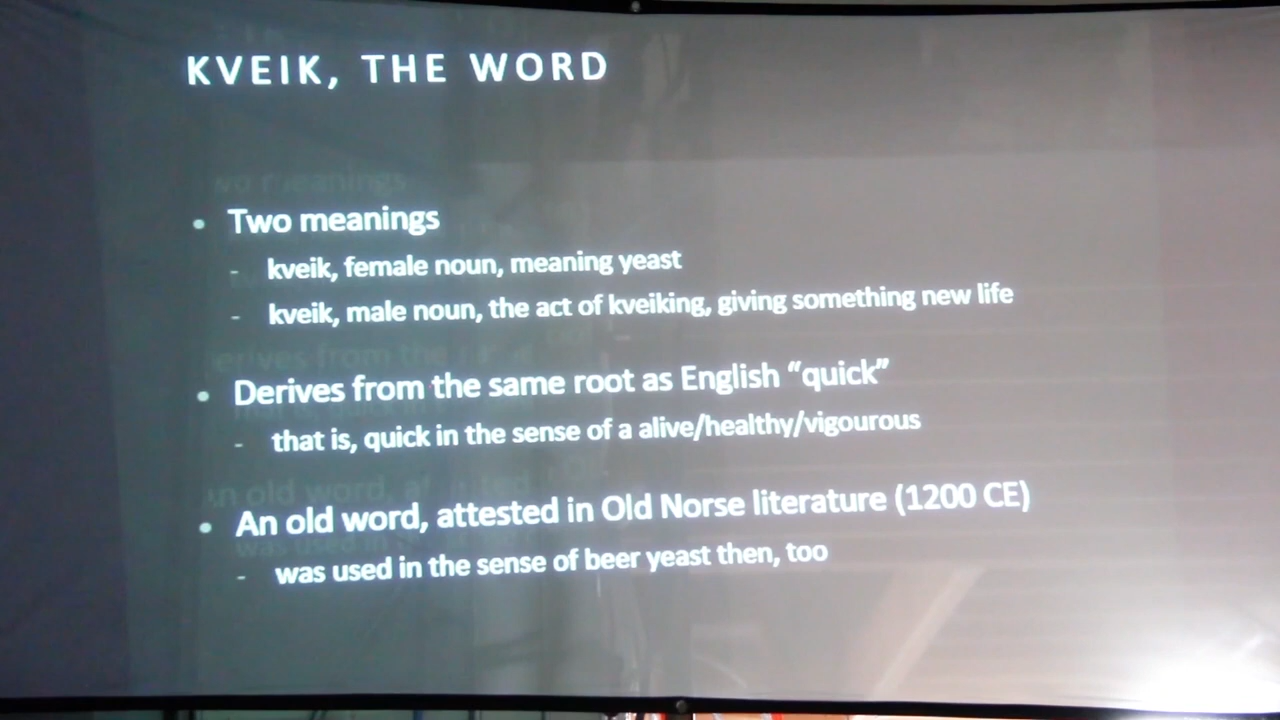 KVEIK, THE WORD
• Two meanings
- kveik, female noun, meaning yeast
- kveik, male noun, the act of kveiking, giving something new life
• Derives from the same root as English “quick”
- that is, quick in the sense of a alive/healthy/vigourous
• An old word, attested in Old Norse literature (1200 CE)
- was used in the sense of beer yeast then, too